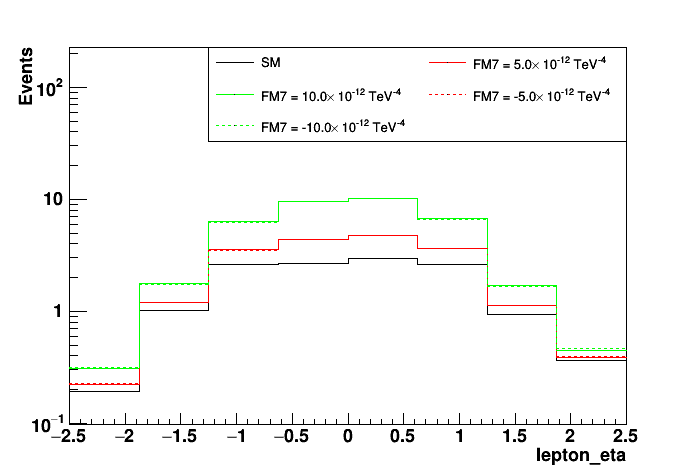 Events
10²
10
1
10⁻¹
SM
FM7 = 5.0× 10⁻¹² TeV⁻⁴
FM7 = 10.0× 10⁻¹² TeV⁻⁴
FM7 = -5.0× 10⁻¹² TeV⁻⁴
FM7 = -10.0× 10⁻¹² TeV⁻⁴
−2.5 −2 −1.5 −1 −0.5 0 0.5 1 1.5 2 2.5
lepton_eta